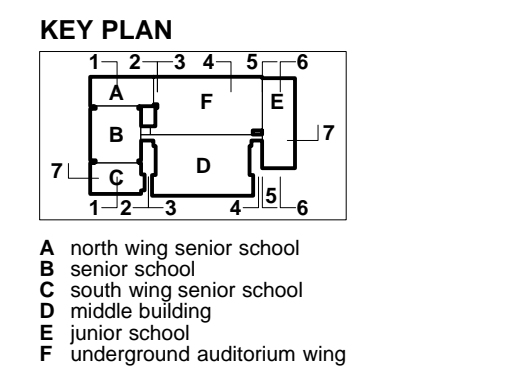 KEY PLAN
1 2 3 4 5 6
A F E
B 7
7 C D
5
1 2 3 4 6
A north wing senior school
B senior school
C south wing senior school
D middle building
E junior school
F underground auditorium wing